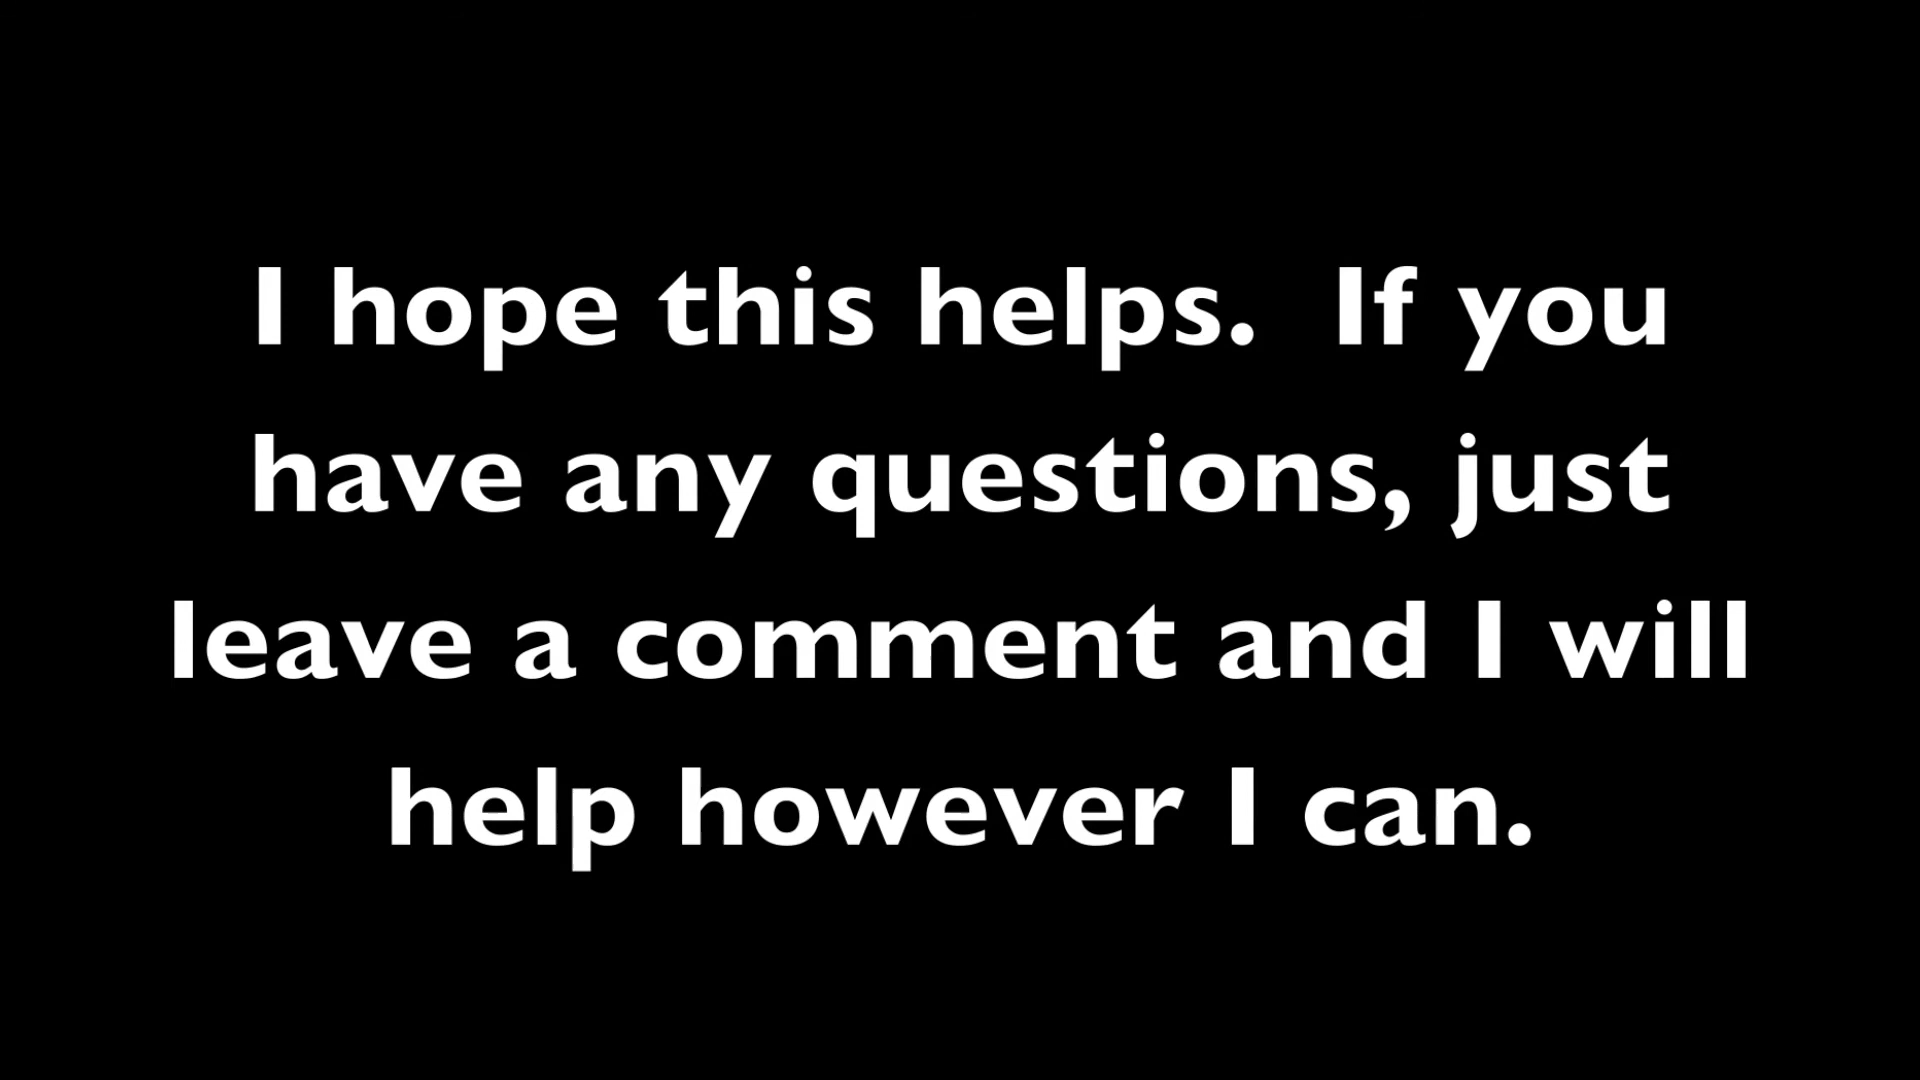 I hope this helps.  If you
have any questions, just
leave a comment and I will
help however I can.